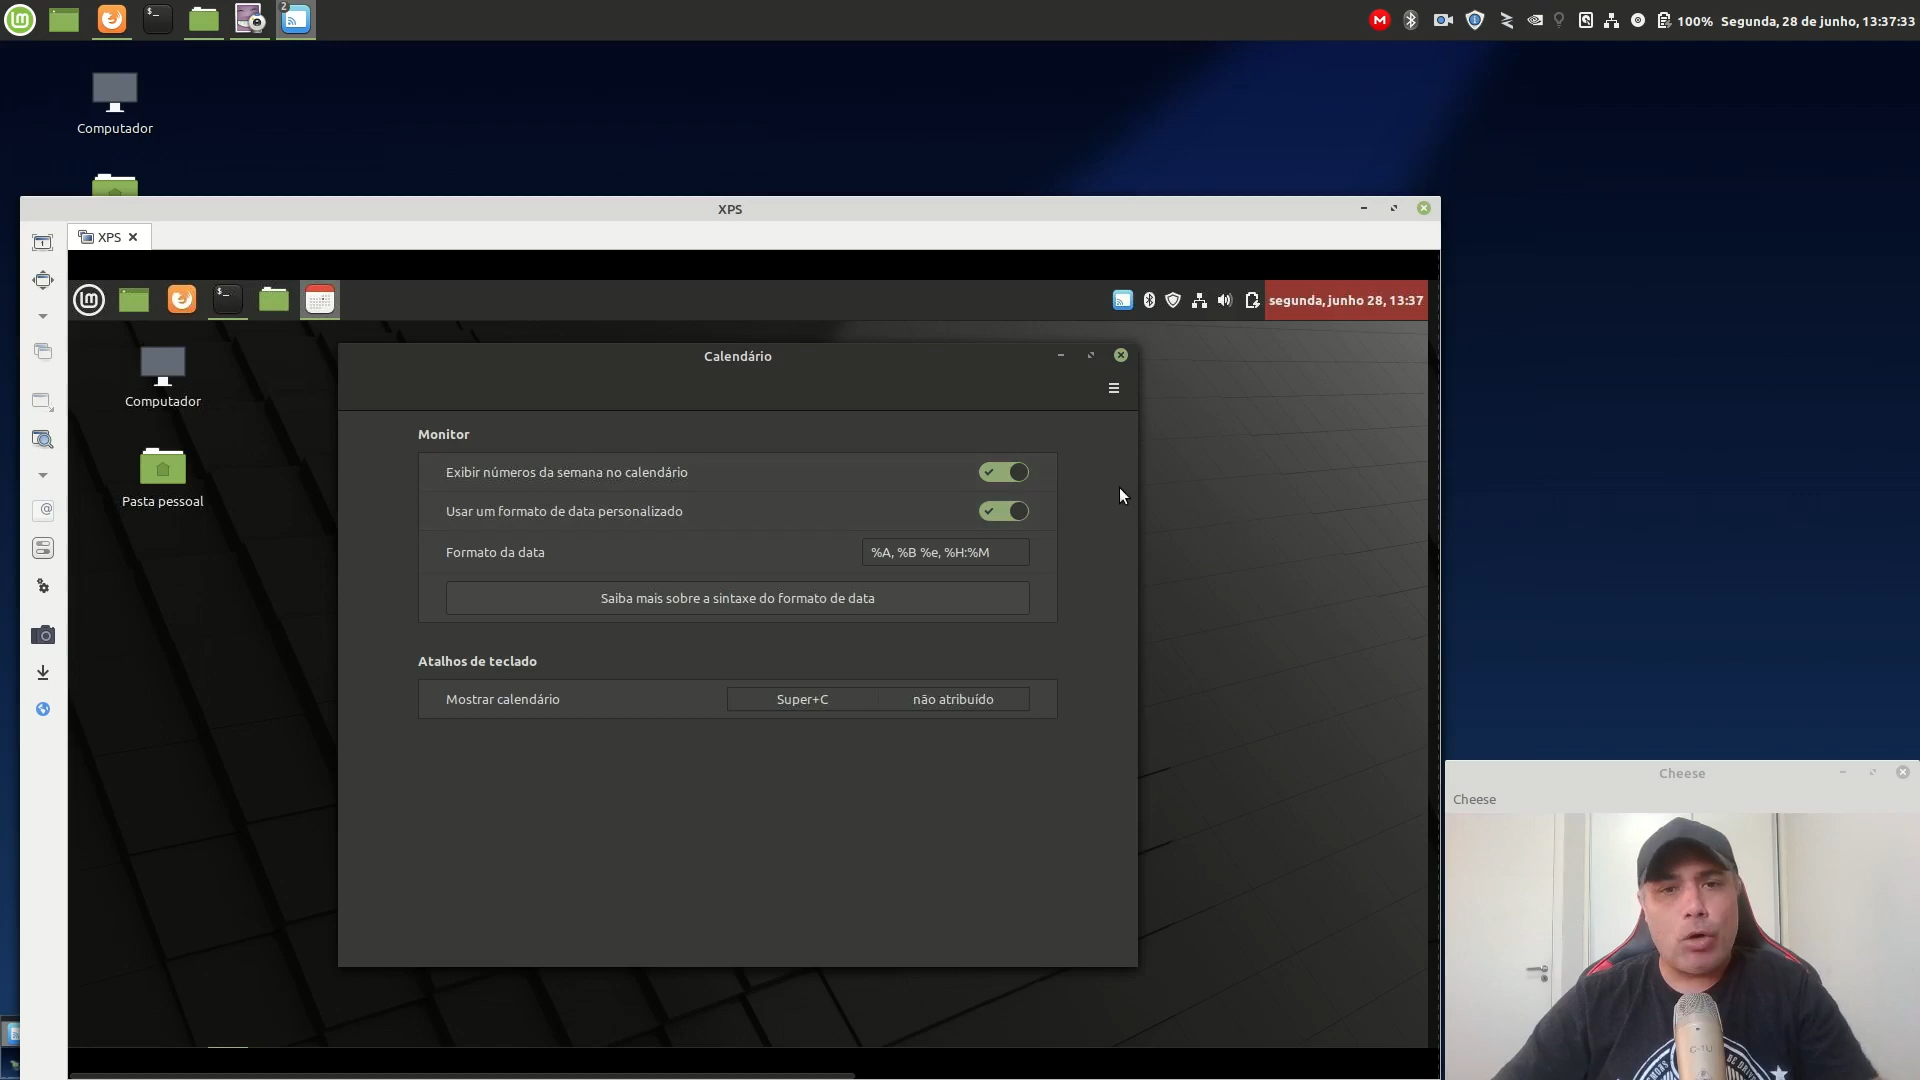 2
M
100% Segunda, 28 de junho, 13:37:33
Computador
XPS
XPS
segunda, junho 28, 13:37
Computador
Pasta pessoal
Calendário
Monitor
Exibir números da semana no calendário
Usar um formato de data personalizado
Formato da data
%A, %B %e, %H:%M
Saiba mais sobre a sintaxe do formato de data
Atalhos de teclado
Mostrar calendário
Super+C
não atribuído
Cheese
Cheese
C-1U